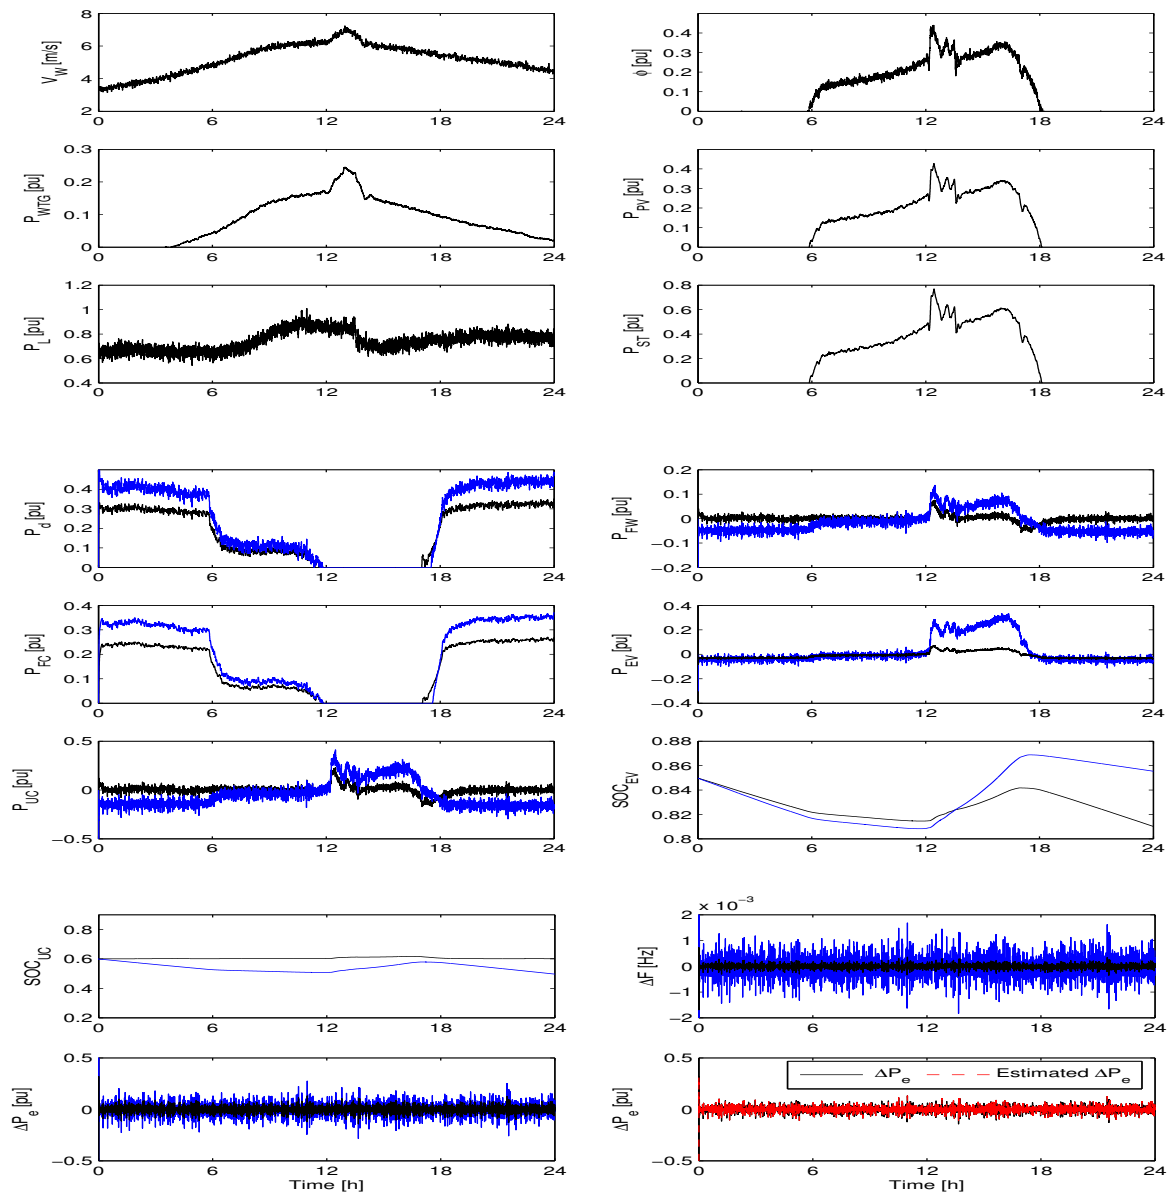 8
6
4
2
V_W [m/s]
0 6 12 18 24
0.4
0.3
0.2
0.1
0
ϕ [pu]
0 6 12 18 24
0.3
0.2
0.1
0
P_WTG [pu]
0 6 12 18 24
0.4
0.3
0.2
0.1
0
P_PV [pu]
0 6 12 18 24
1.2
1
0.8
0.6
0.4
P_L [pu]
0 6 12 18 24
0.8
0.6
0.4
0.2
0
P_ST [pu]
0 6 12 18 24
0.4
0.3
0.2
0.1
0
P_d [pu]
0 6 12 18 24
0.2
0.1
0
−0.1
−0.2
P_FW [pu]
0 6 12 18 24
0.4
0.3
0.2
0.1
0
P_FC [pu]
0 6 12 18 24
0.4
0.2
0
−0.2
−0.4
P_EV [pu]
0 6 12 18 24
0.5
0
−0.5
P_UC [pu]
0 6 12 18 24
0.88
0.86
0.84
0.82
0.8
SOC_EV
0 6 12 18 24
0.8
0.6
0.4
0.2
SOC_UC
0 6 12 18 24
× 10^−3
2
1
0
−1
−2
ΔF [Hz]
0 6 12 18 24
0.5
0
−0.5
ΔP_e [pu]
0 6 12 18 24
Time [h]
0.5
0
−0.5
ΔP_e [pu]
ΔP_e Estimated ΔP_e
0 6 12 18 24
Time [h]